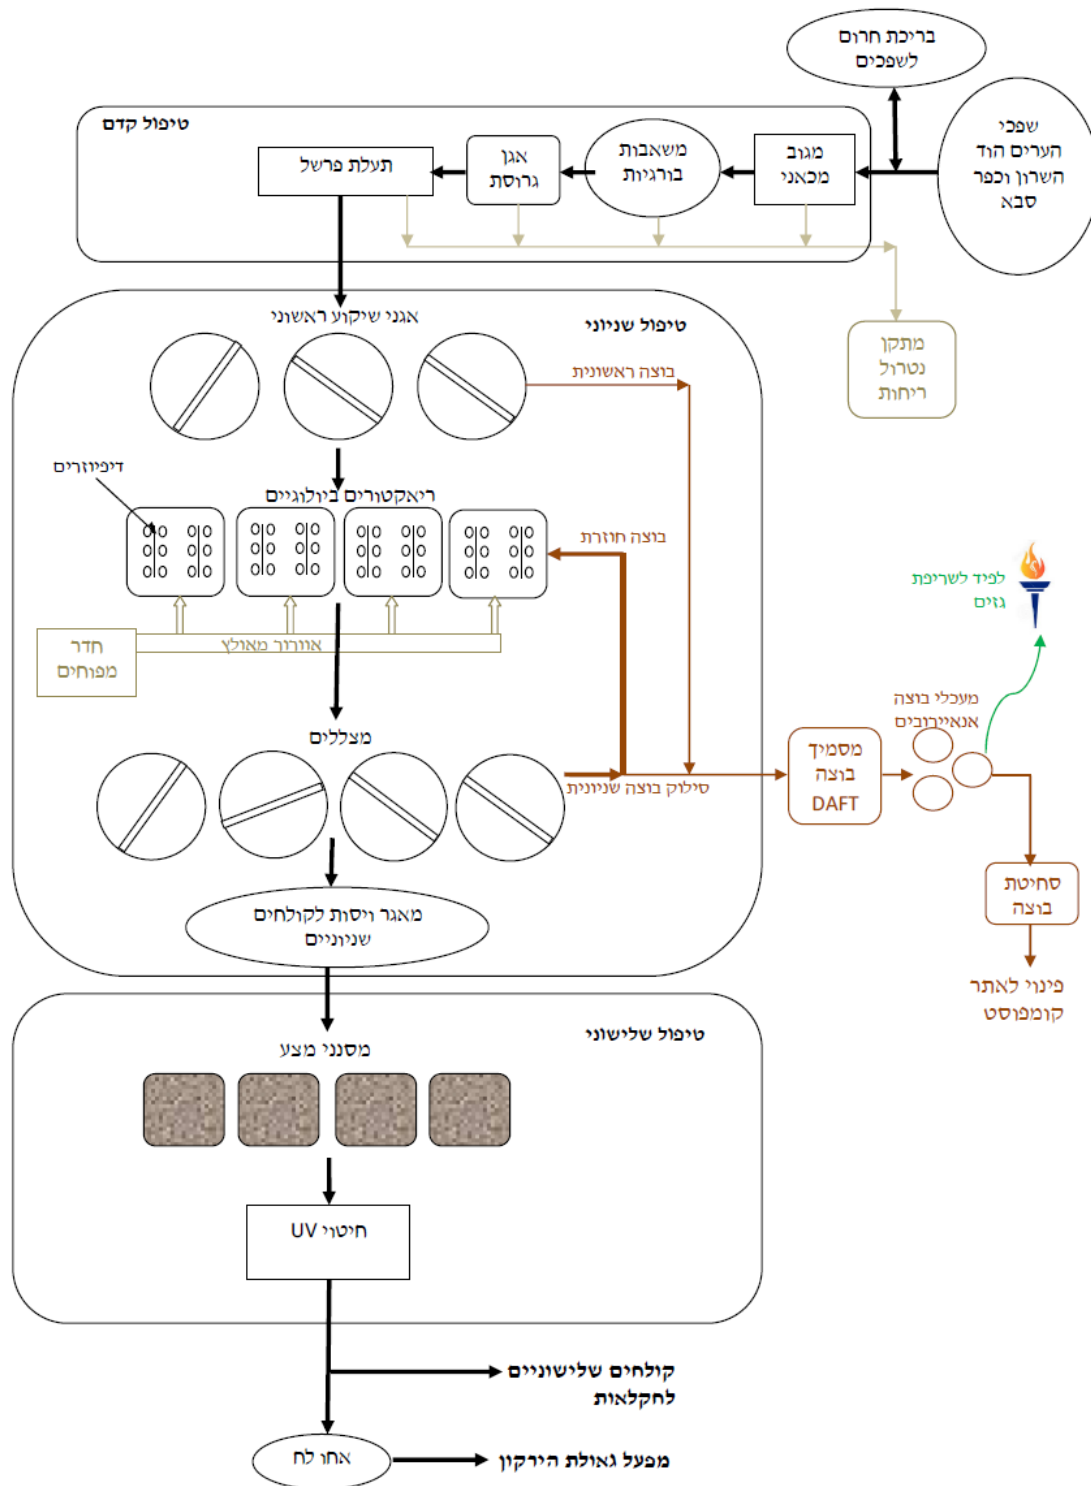 בריכת חרום
לשפכים
שפכי
הערים הוד
השרון וכפר
סבא
טיפול קדם
מגוב
מכאני
משאבות
בורגיות
אגן
גרוסת
תעלת פרשל
מתקן
נטרול
ריחות
טיפול שניוני
אגני שיקוע ראשוני
בוצה ראשונית
דיפיוזרים
ריאקטורים ביולוגיים
בוצה חוזרת
חדר
מפוחים
אוורור מאולץ
לפיד לשריפת
גזים
מצללים
סילוק בוצה שניונית
מסמיך
בוצה
DAFT
מעכלי בוצה
אנאיירובים
סחיטת
בוצה
פינוי לאתר
קומפוסט
מאגר ויסות לקולחים
שניוניים
טיפול שלישוני
מסנני מצע
חיטוי UV
קולחים שלישוניים
לחקלאות
אחו לח
מפעל גאולת הירקון